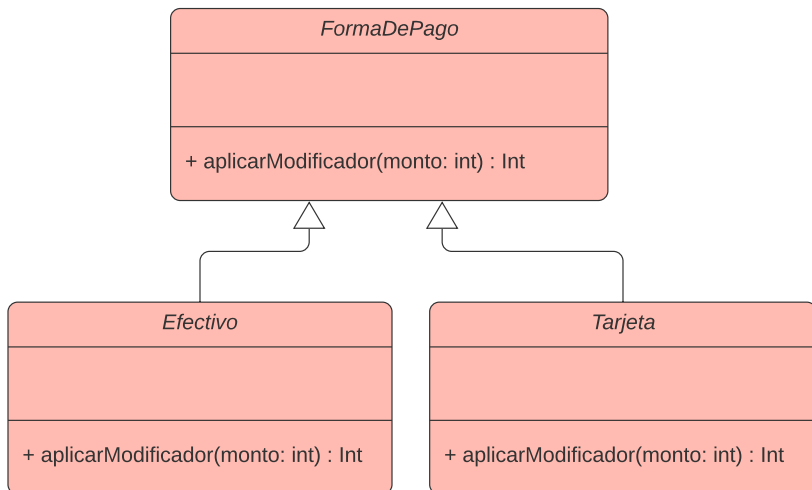 FormaDePago
+ aplicarModificador(monto: int) : Int
Efectivo
+ aplicarModificador(monto: int) : Int
Tarjeta
+ aplicarModificador(monto: int) : Int